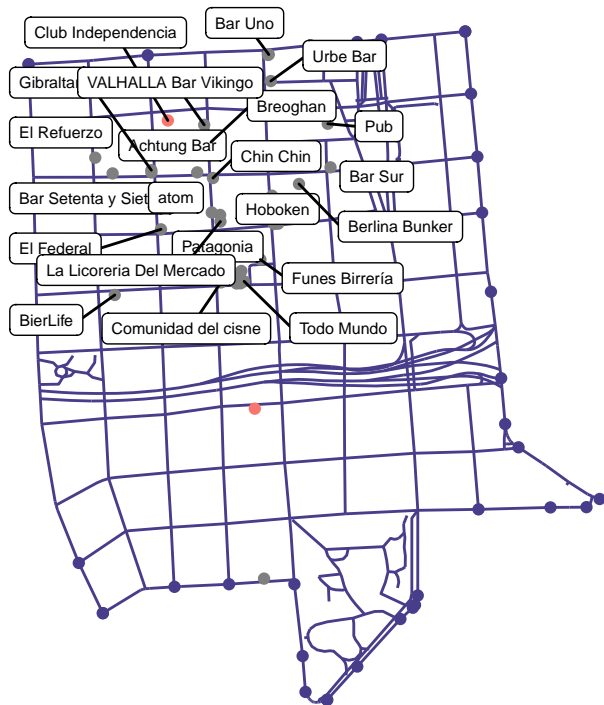 Club Independencia
Bar Uno
Urbe Bar
Gibraltar
VALHALLA Bar Vikingo
Breoghan
Pub
El Refuerzo
Achtung Bar
Chin Chin
Bar Sur
Bar Setenta y Siete
atom
Hoboken
Berlina Bunker
El Federal
Patagonia
La Licoreria Del Mercado
Funes Birrería
BierLife
Comunidad del cisne
Todo Mundo